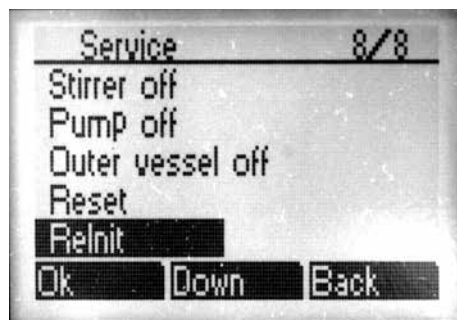 Service 8/8
Stirrer off
Pump off
Outer vessel off
Reset
ReInit
Ok Down Back